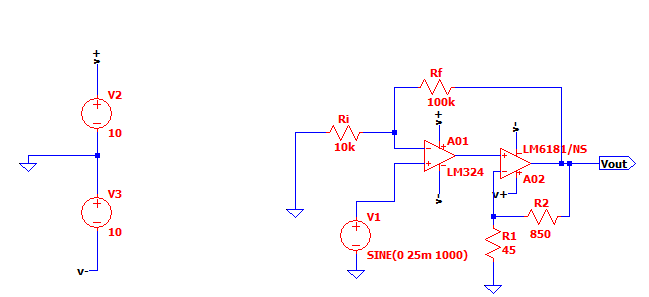 v+
V2
10
V3
10
v-
Rf
100k
Ri
10k
v+
A01
LM324
v-
V1
SINE(0 25m 1000)
v-
LM6181/NS
A02
v+
R2
850
R1
45
Vout